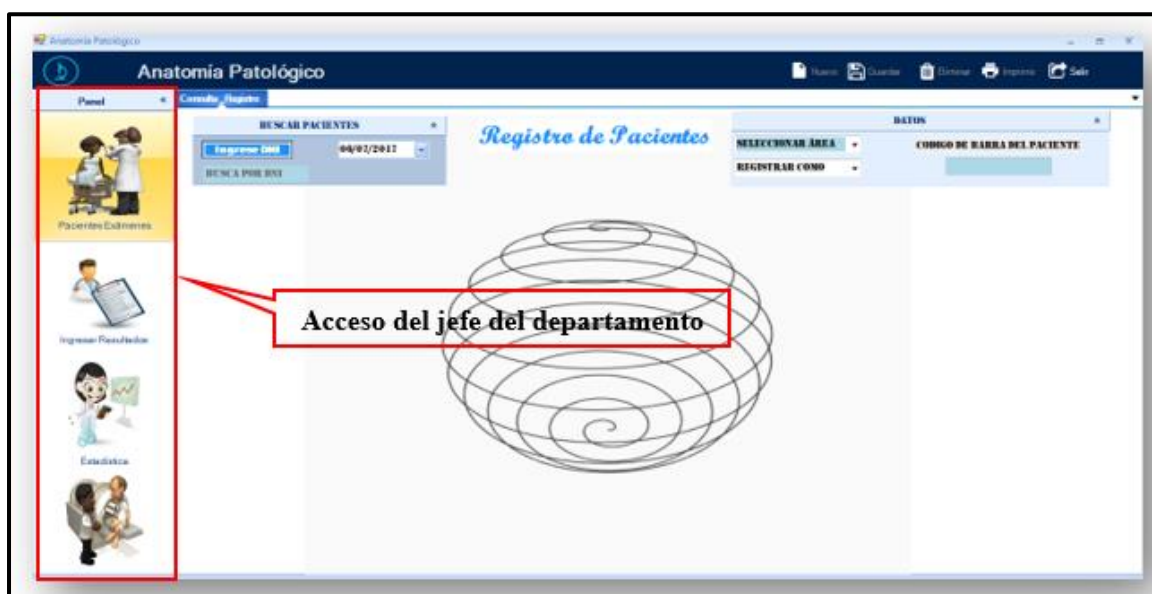 Anatomía Patológico
Anatomía Patológico
Nuevo Guardar Eliminar Imprimir Salir
Panel
Consulta_Registro
BUSCAR PACIENTES
Registro de Pacientes
DATOS
Ingrese DNI
06/07/2017
SELECCIONAR ÁREA
CODIGO DE BARRA DEL PACIENTE
BUSCA POR DNI
REGISTRAR COMO
Pacientes Exámenes
Acceso del jefe del departamento
Ingresar Resultados
Estadística